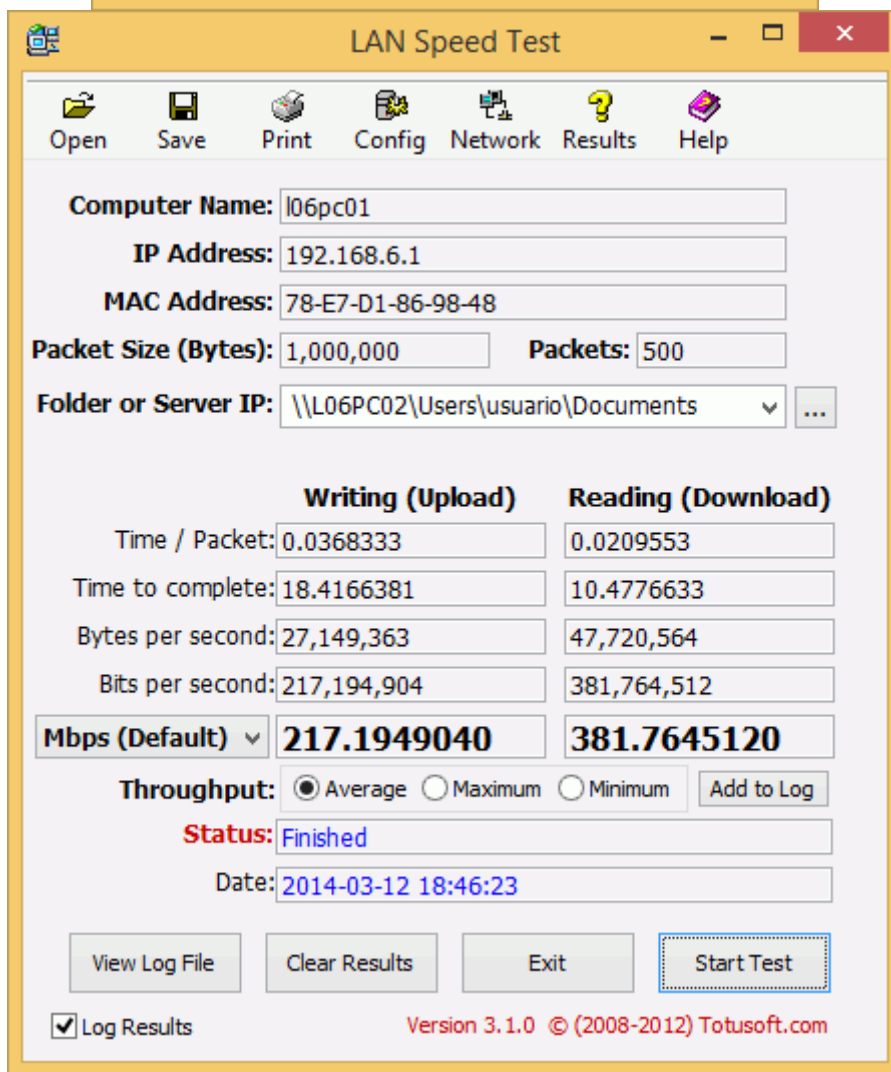 LAN Speed Test
Open Save Print Config Network Results Help
Computer Name: l06pc01
IP Address: 192.168.6.1
MAC Address: 78-E7-D1-86-98-48
Packet Size (Bytes): 1,000,000 Packets: 500
Folder or Server IP: \\L06PC02\Users\usuario\Documents ...
Writing (Upload) Reading (Download)
Time / Packet: 0.0368333 0.0209553
Time to complete: 18.4166381 10.4776633
Bytes per second: 27,149,363 47,720,564
Bits per second: 217,194,904 381,764,512
Mbps (Default) 217.1949040 381.7645120
Throughput: Average Maximum Minimum Add to Log
Status: Finished
Date: 2014-03-12 18:46:23
View Log File Clear Results Exit Start Test
Log Results Version 3.1.0 © (2008-2012) Totusoft.com